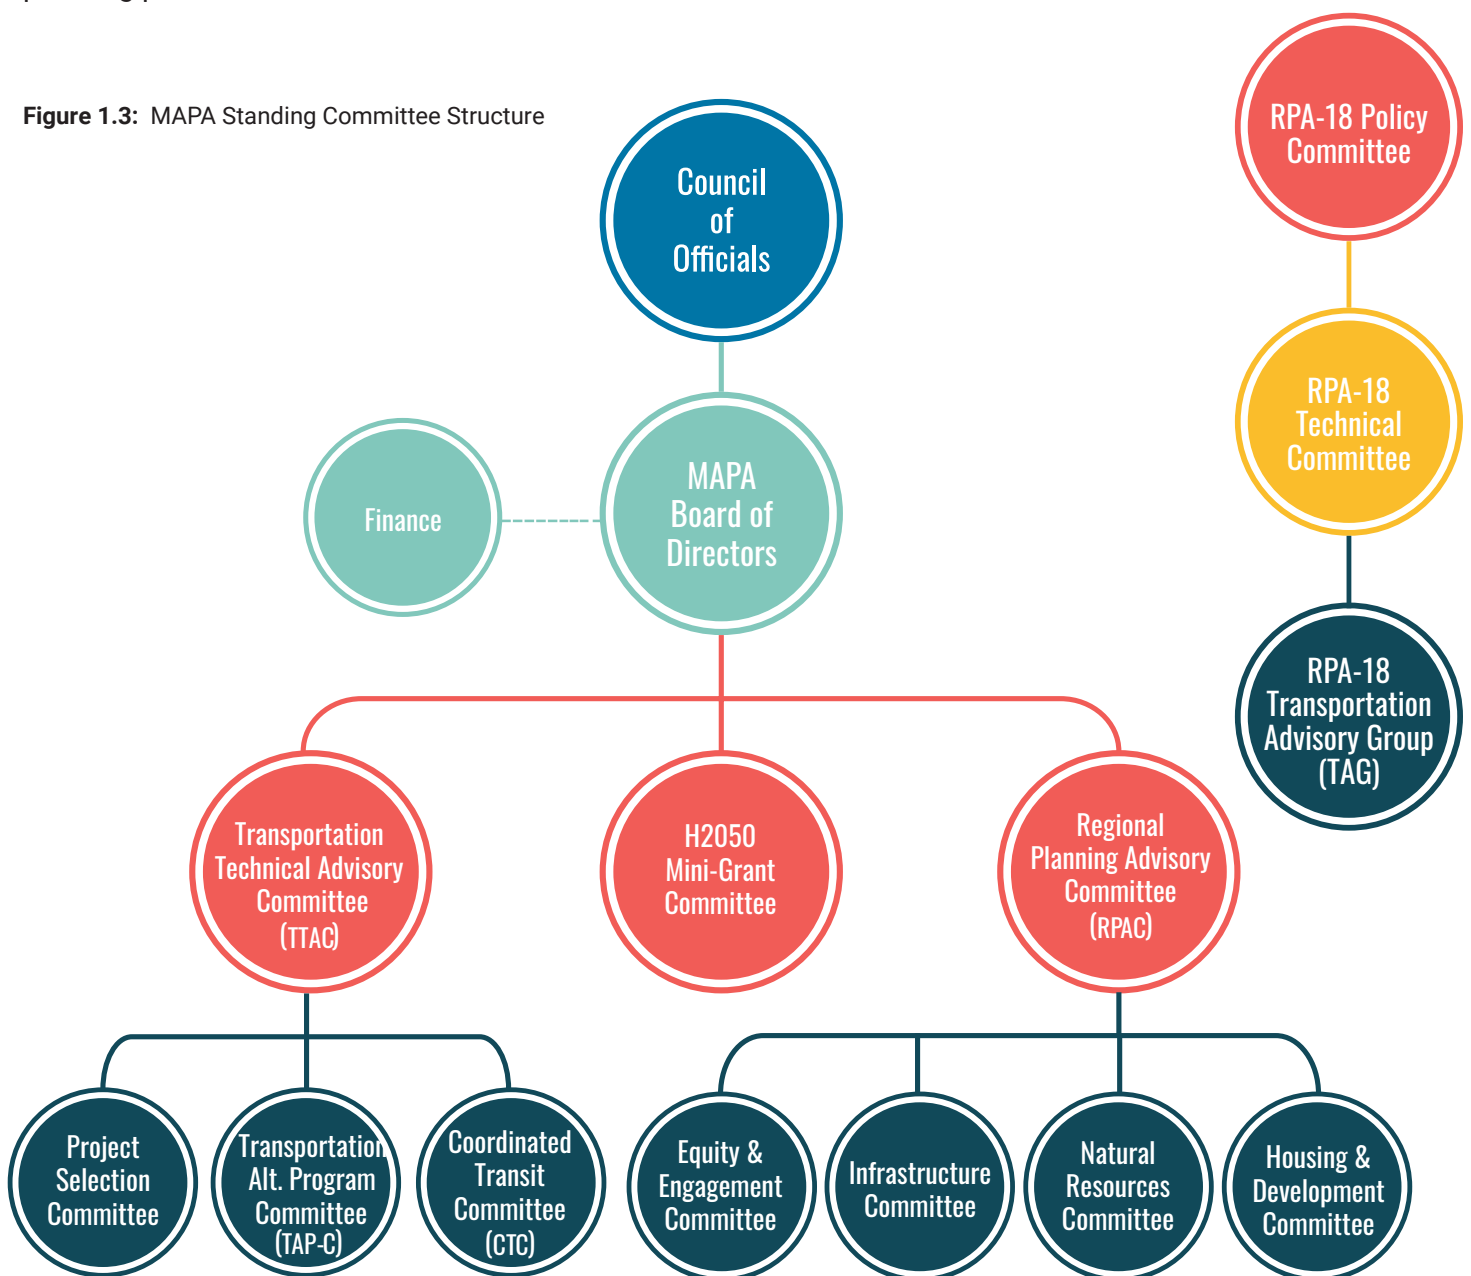 Figure 1.3: MAPA Standing Committee Structure
Council
of
Officials
RPA-18 Policy
Committee
RPA-18
Technical
Committee
RPA-18
Transportation
Advisory Group
(TAG)
Finance
MAPA
Board of
Directors
Transportation
Technical Advisory
Committee
(TTAC)
H2050
Mini-Grant
Committee
Regional
Planning Advisory
Committee
(RPAC)
Project
Selection
Committee
Transportation
Alt. Program
Committee
(TAP-C)
Coordinated
Transit
Committee
(CTC)
Equity &
Engagement
Committee
Infrastructure
Committee
Natural
Resources
Committee
Housing &
Development
Committee